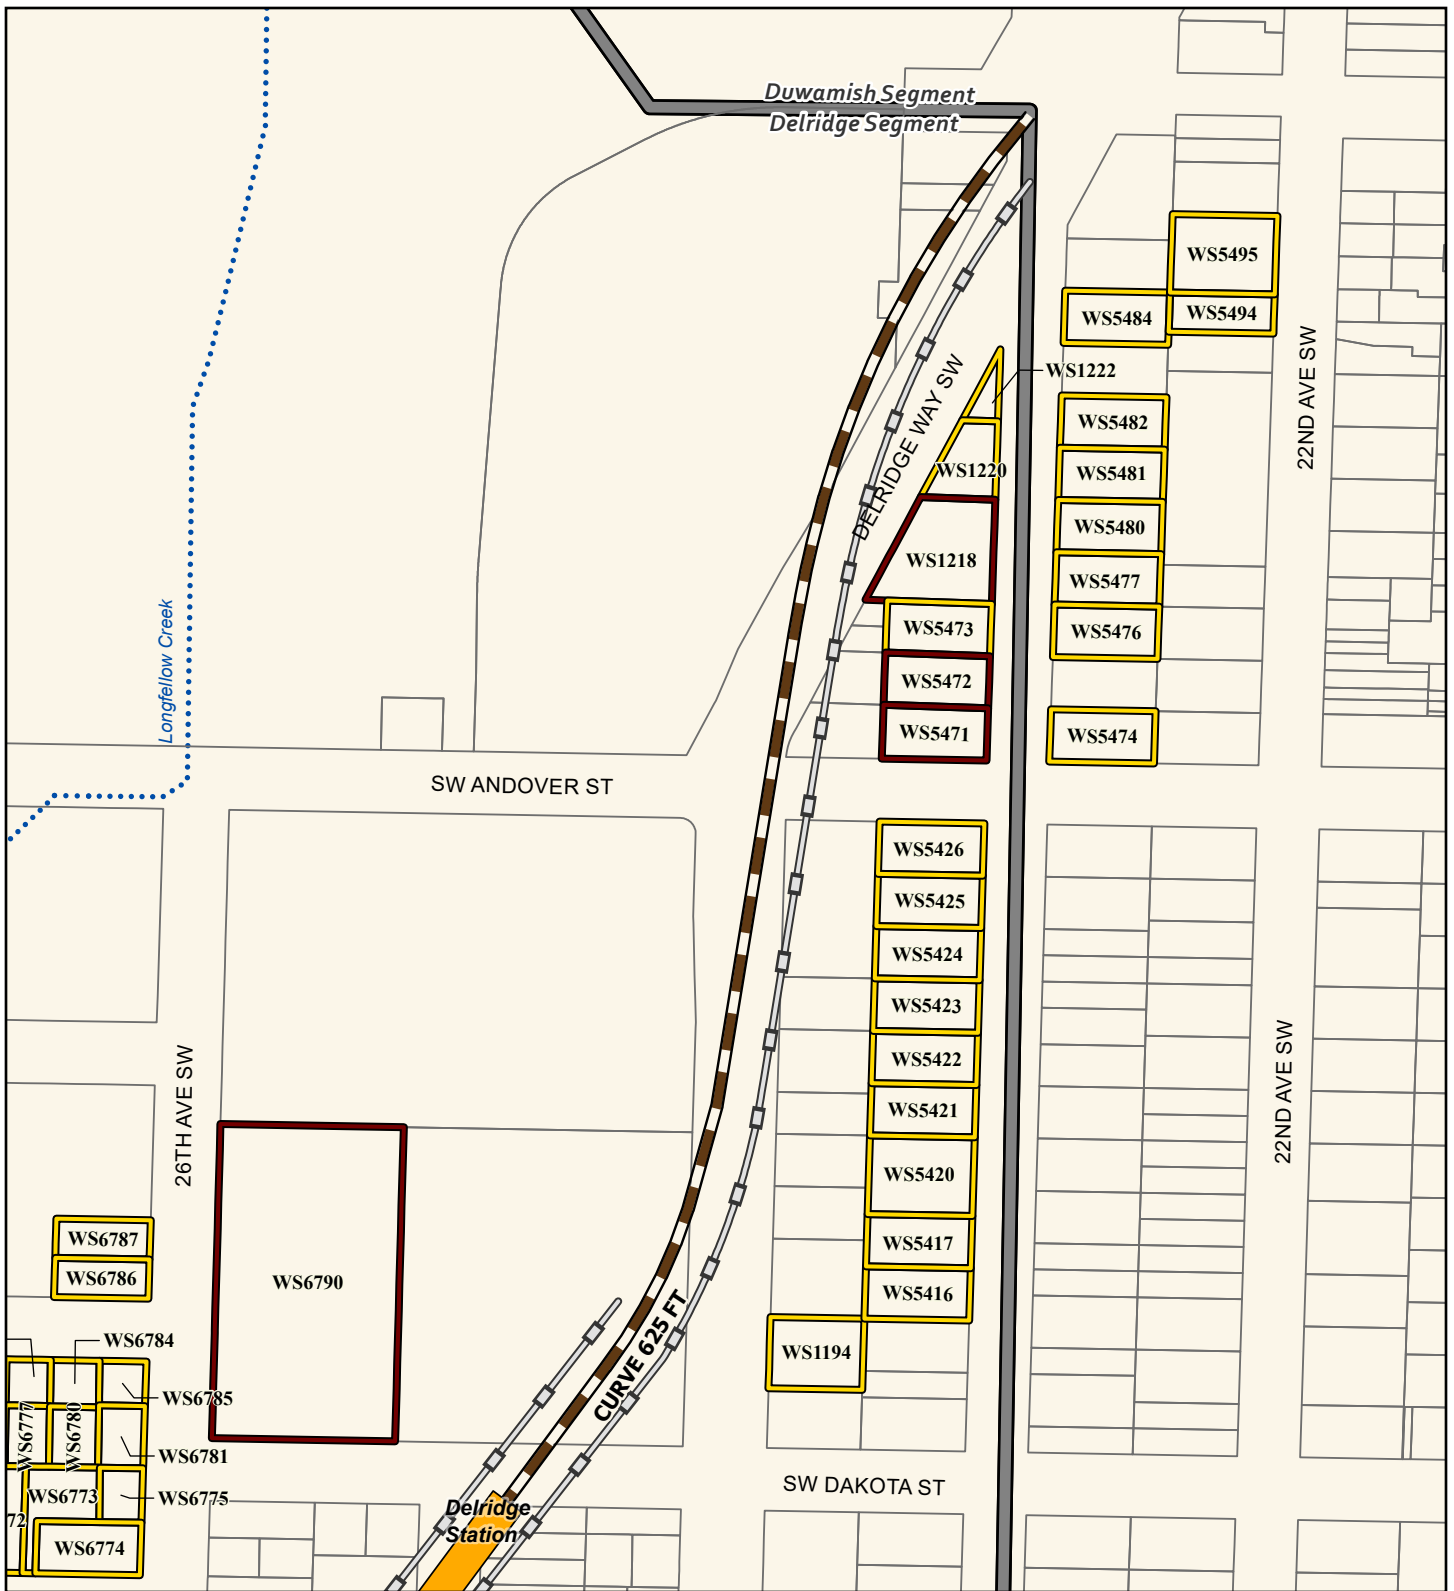 Duwamish Segment
Delridge Segment
WS5495
WS5494
WS5484
WS1222
22ND AVE SW
WS5482
DELRIDGE WAY SW
WS1220
WS5481
WS5480
WS1218
WS5477
WS5473
WS5476
Longfellow Creek
WS5472
WS5471
WS5474
SW ANDOVER ST
WS5426
WS5425
WS5424
WS5423
WS5422
WS5421
26TH AVE SW
22ND AVE SW
WS5420
WS6787
WS5417
WS6786
WS6790
WS5416
WS6784
CURVE 625 FT
WS1194
WS6785
WS6777
WS6780
WS6781
SW DAKOTA ST
WS6773
WS6775
72
Delridge
Station
WS6774